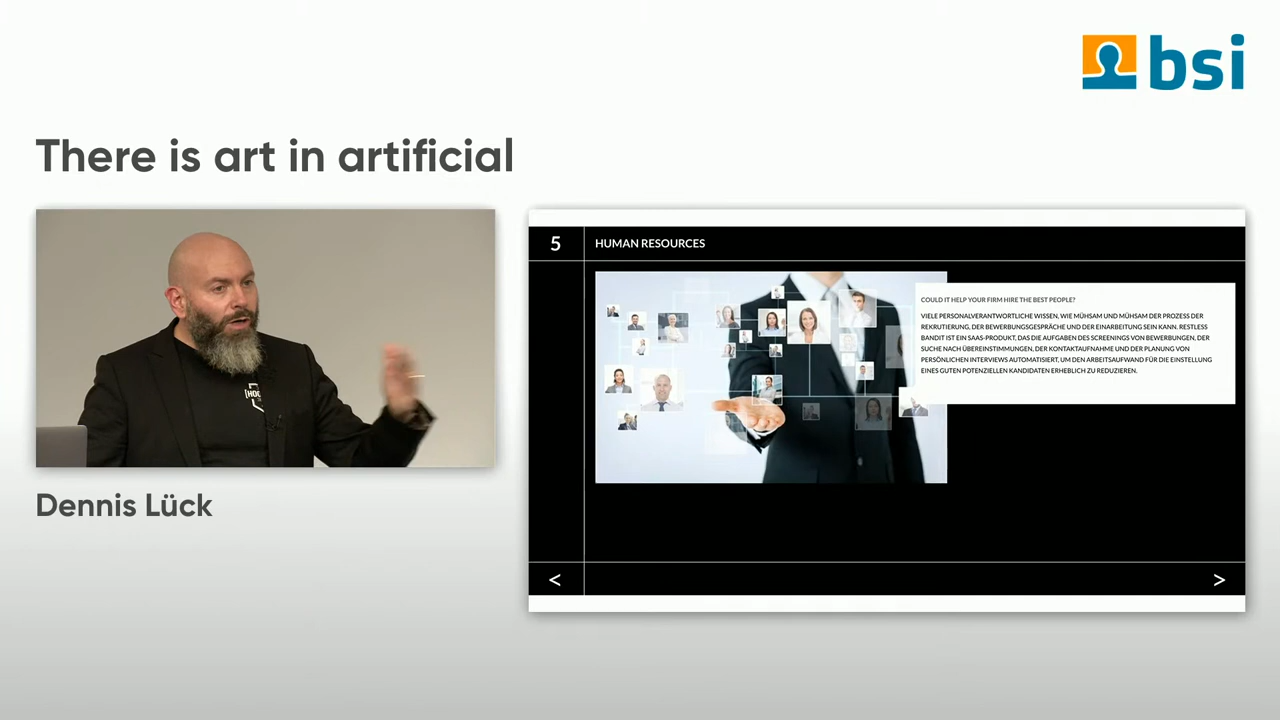 bsi
There is art in artificial
5
HUMAN RESOURCES
COULD IT HELP YOUR FIRM HIRE THE BEST PEOPLE?
VIELE PERSONALVERANTWORTLICHE WISSEN, WIE MÜHSAM UND MÜHSAM DER PROZESS DER
REKRUTIERUNG, DER BEWERBUNGSGESPRÄCHE UND DER EINARBEITUNG SEIN KANN. RESTLESS
BANDIT IST EIN SAAS-PRODUKT, DAS DIE AUFGABEN DES SCREENINGS VON BEWERBUNGEN, DER
SUCHE NACH ÜBEREINSTIMMUNGEN, DER KONTAKTAUFNAHME UND DER PLANUNG VON
PERSÖNLICHEN INTERVIEWS AUTOMATISIERT, UM DEN ARBEITSAUFWAND FÜR DIE EINSTELLUNG
EINES GUTEN POTENZIELLEN KANDIDATEN ERHEBLICH ZU REDUZIEREN.
< >
Dennis Lück